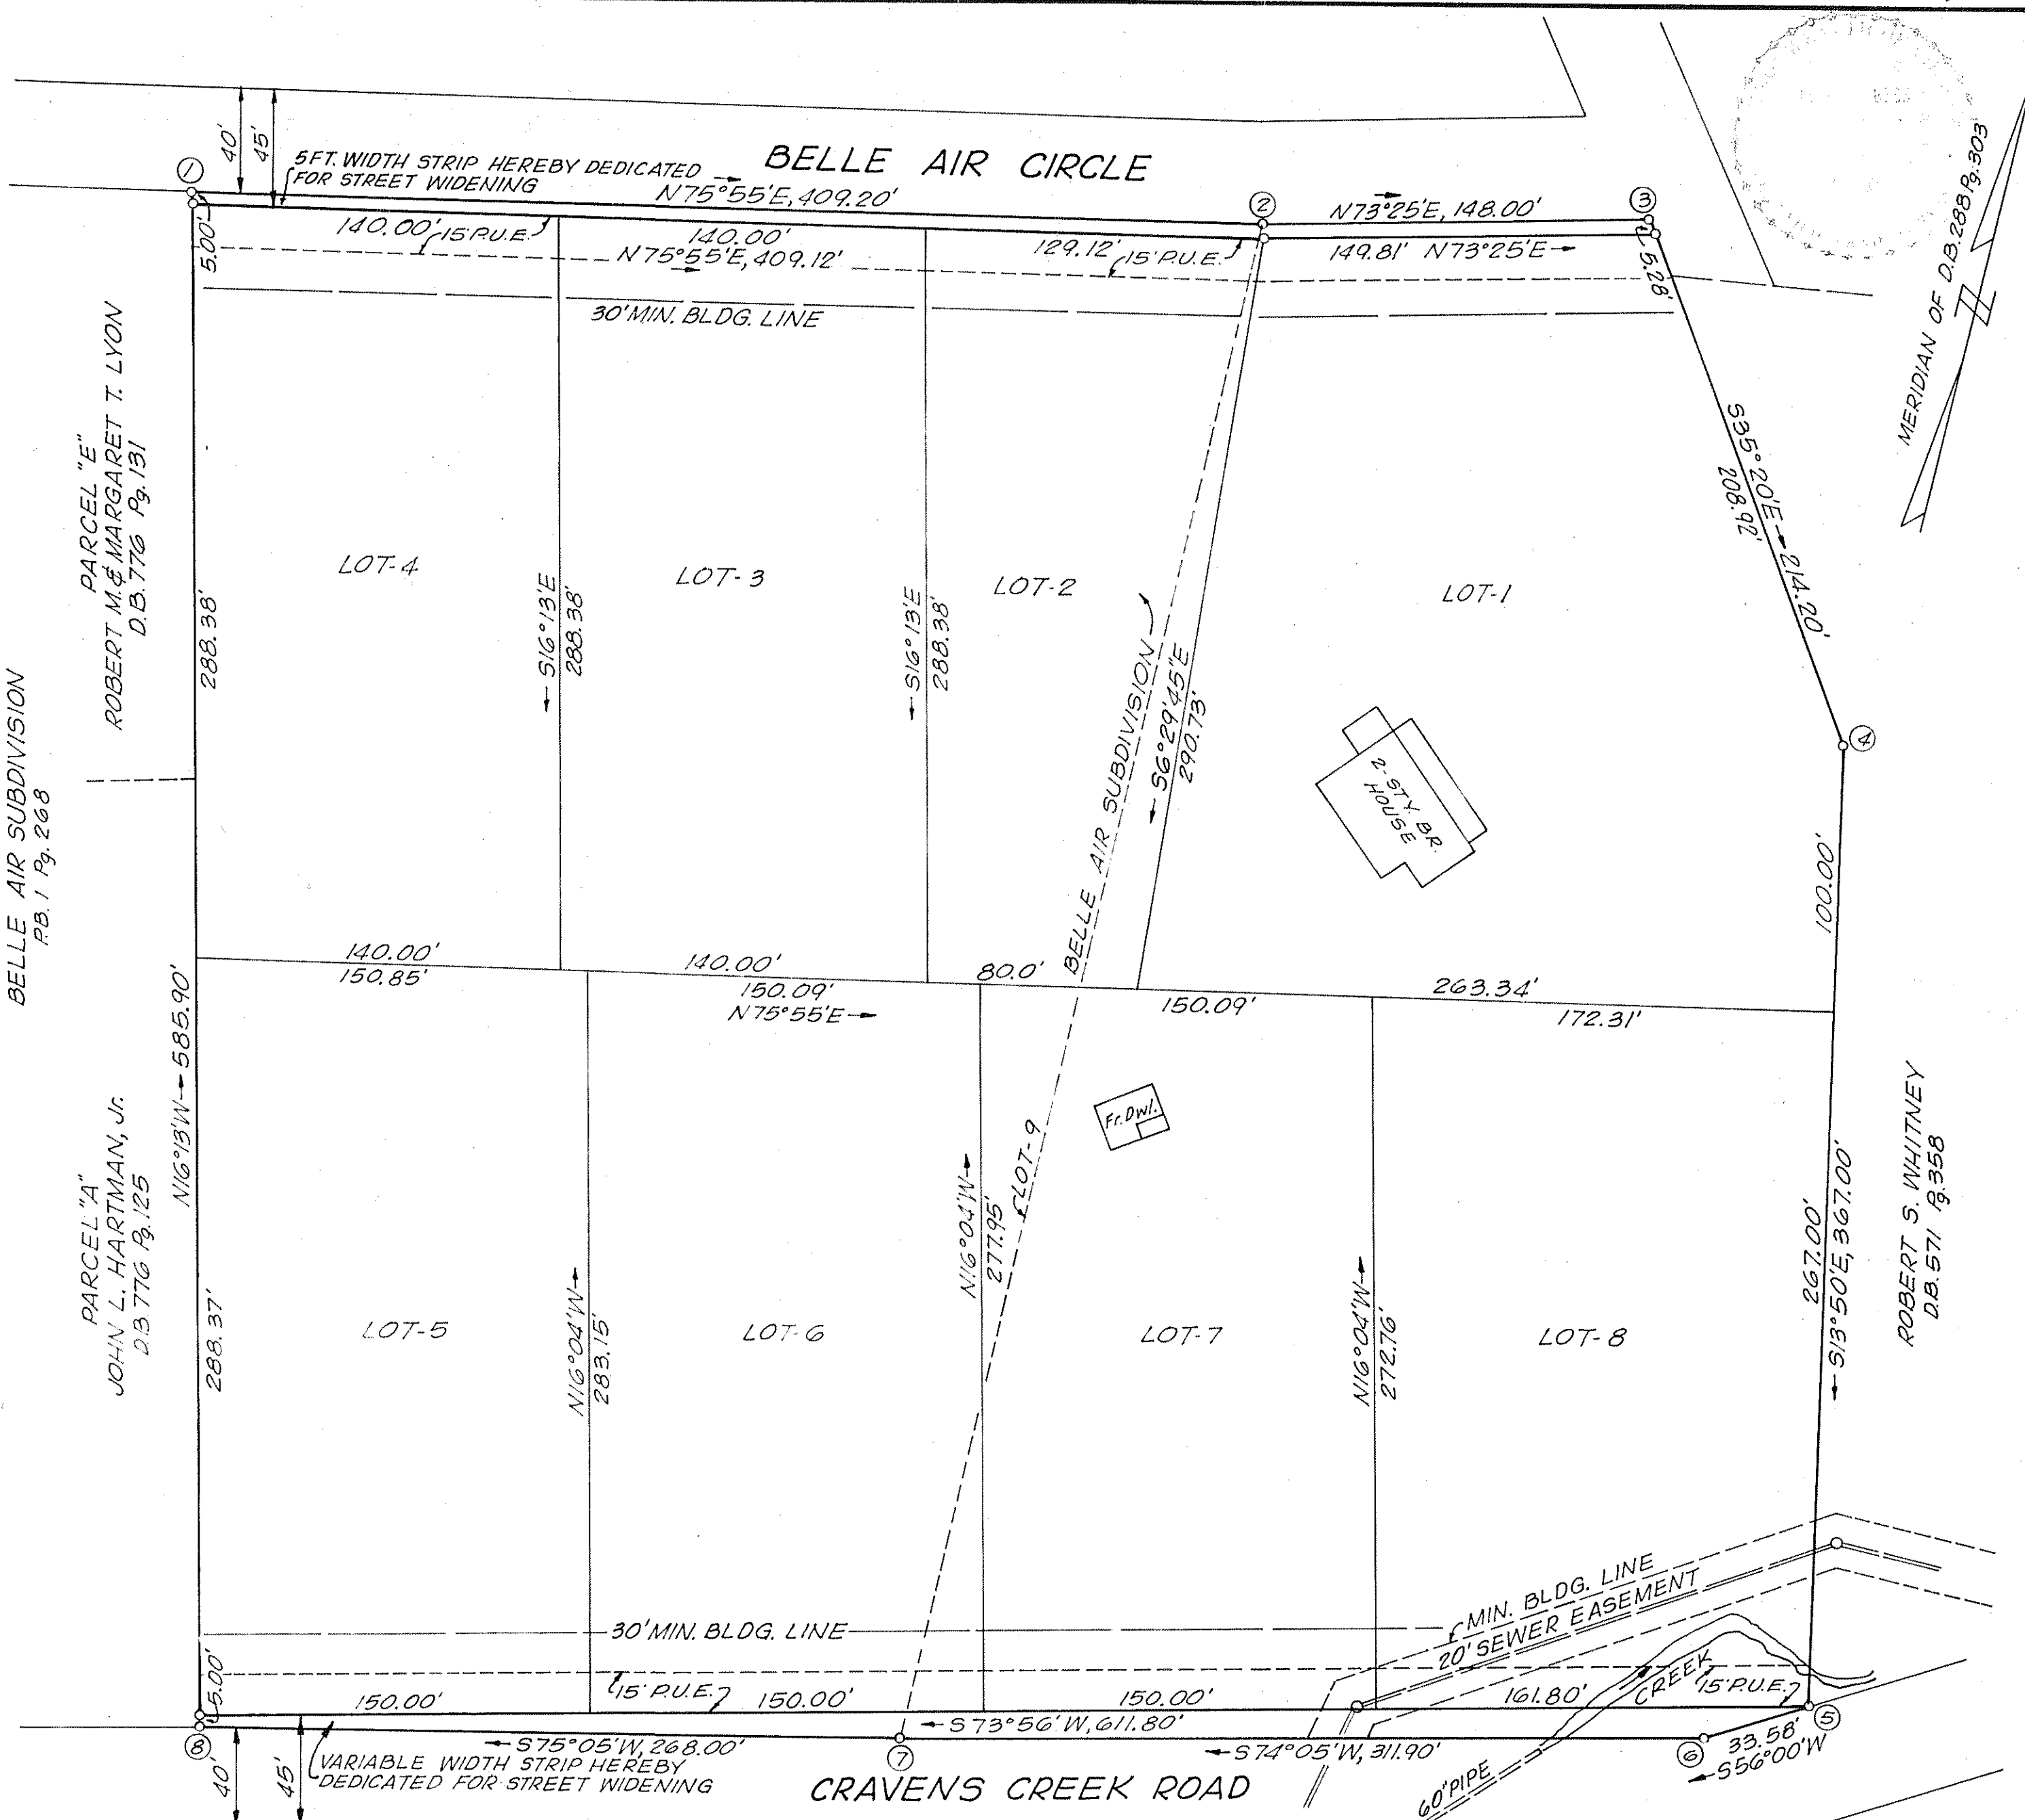 40'
45'
5 FT. WIDTH STRIP HEREBY DEDICATED
FOR STREET WIDENING
BELLE AIR CIRCLE
1
N75°55'E, 409.20'
2
N73°25'E, 148.00'
3
5.00'
140.00'
15' P.U.E.
140.00'
N75°55'E, 409.12'
129.12'
15' P.U.E.
149.81' N73°25'E
5.28'
30' MIN. BLDG. LINE
MERIDIAN OF D.B. 288 Pg. 303
PARCEL "E"
ROBERT M. & MARGARET T. LYON
D.B. 776 Pg. 131
BELLE AIR SUBDIVISION
P.B. 1 Pg. 268
288.38'
LOT-4
S16°13'E
288.38'
LOT-3
S16°13'E
288.38'
LOT-2
BELLE AIR SUBDIVISION
S6°29'45"E
290.73'
LOT-1
2-STY. BR.
HOUSE
S35°20'E 214.20'
208.92'
4
100.00'
140.00'
150.85'
140.00'
150.09'
N75°55'E
80.0'
150.09'
263.34'
172.31'
N16°13'W 585.90'
PARCEL "A"
JOHN L. HARTMAN, Jr.
D.B 776 Pg. 125
288.37'
LOT-5
N16°04'W
283.15'
LOT-6
N16°04'W
277.95'
LOT-9
Fr. Dwl.
LOT-7
N16°04'W
272.76'
LOT-8
267.00'
S13°50'E, 367.00'
ROBERT S. WHITNEY
D.B. 571 Pg. 358
MIN. BLDG. LINE
20' SEWER EASEMENT
30' MIN. BLDG. LINE
5.00'
150.00'
15' P.U.E.
150.00'
150.00'
161.80'
CREEK
15' P.U.E.
5
S73°56'W, 611.80'
8
S75°05'W, 268.00'
7
S74°05'W, 311.90'
6
33.58'
S56°00'W
40'
45'
VARIABLE WIDTH STRIP HEREBY
DEDICATED FOR STREET WIDENING
CRAVENS CREEK ROAD
60" PIPE